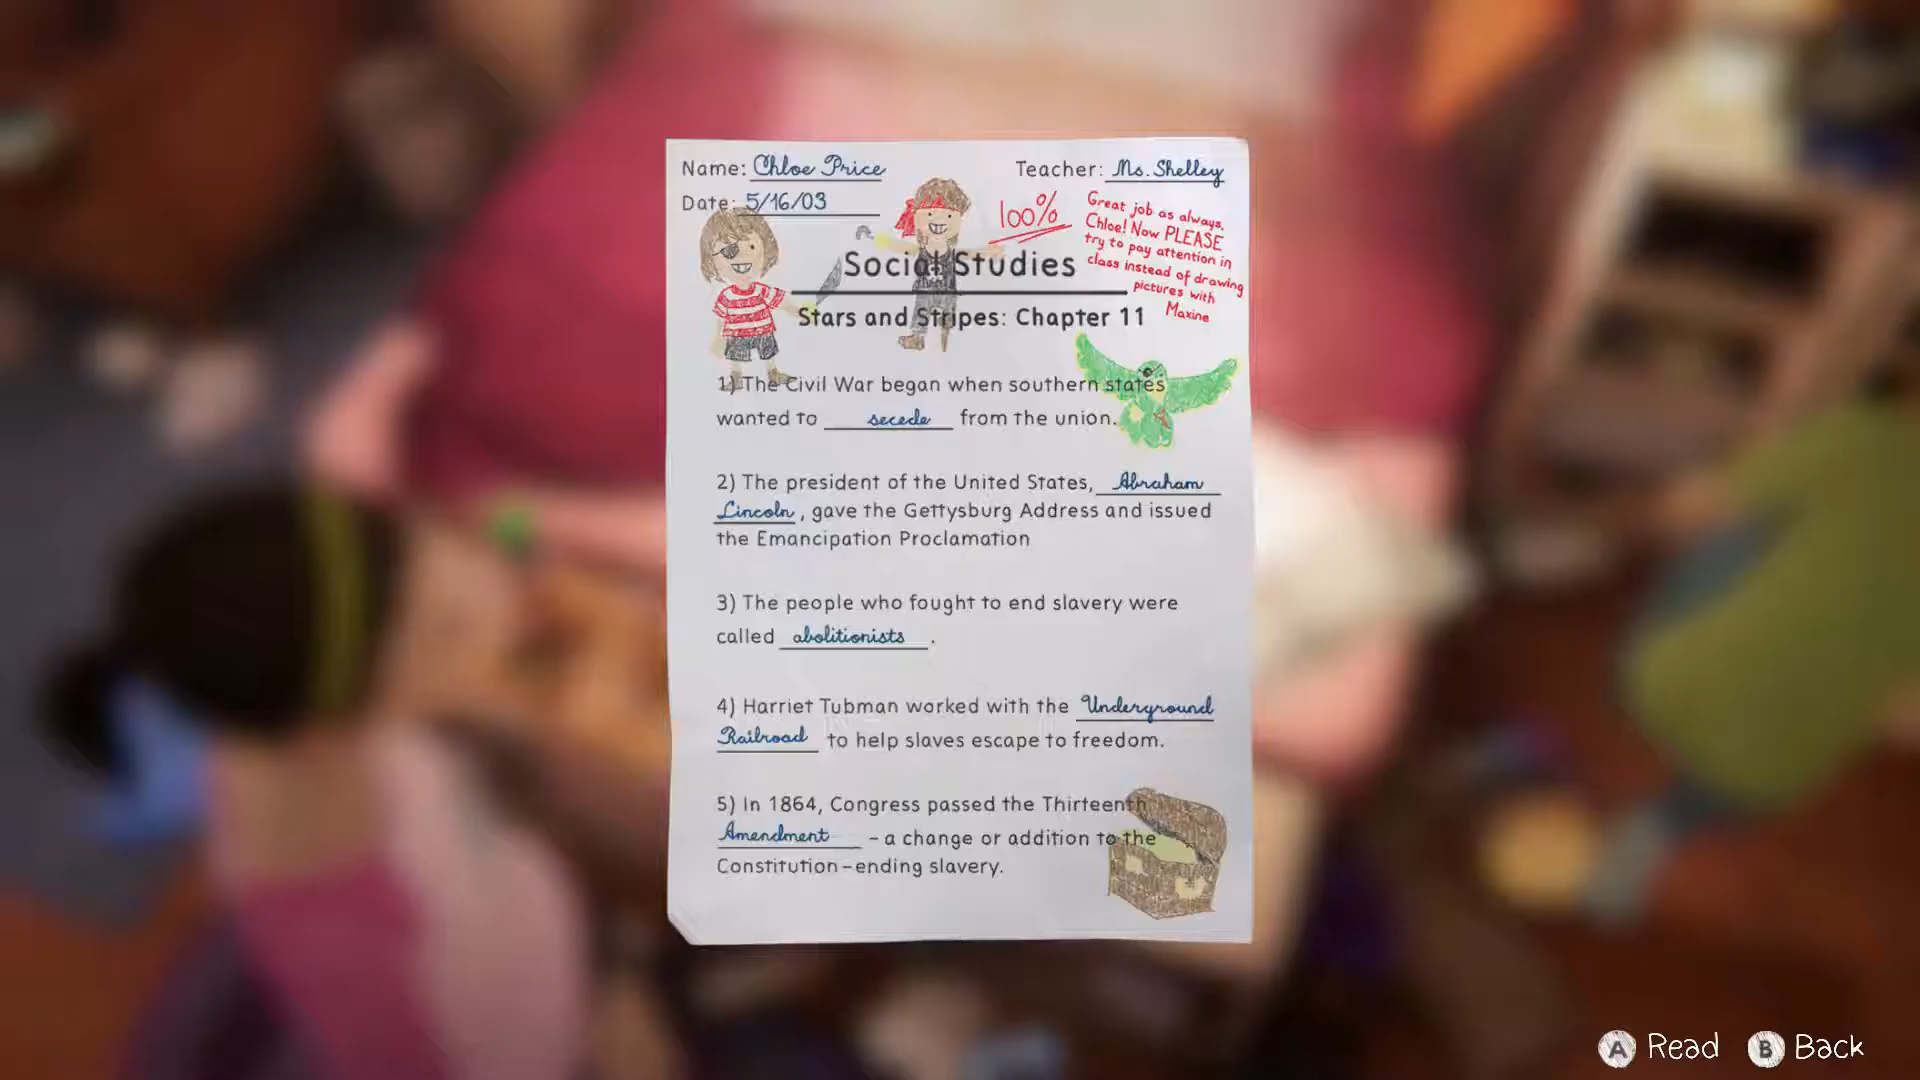 Name: Chloe Price
Teacher: Ms. Shelley
Date: 5/16/03
100%
Great job as always,
Chloe! Now PLEASE
try to pay attention in
class instead of drawing
pictures with
Maxine
Social Studies
Stars and Stripes: Chapter 11
1) The Civil War began when southern states
wanted to secede from the union.
2) The president of the United States, Abraham
Lincoln, gave the Gettysburg Address and issued
the Emancipation Proclamation
3) The people who fought to end slavery were
called abolitionists.
4) Harriet Tubman worked with the Underground
Railroad to help slaves escape to freedom.
5) In 1864, Congress passed the Thirteenth
Amendment - a change or addition to the
Constitution - ending slavery.
A Read B Back